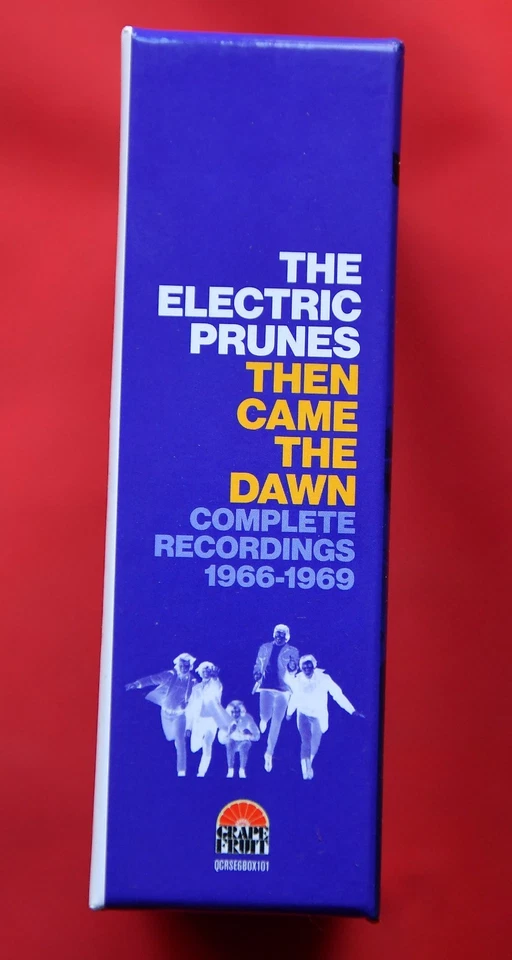 THE
ELECTRIC
PRUNES
THEN
CAME
THE
DAWN
COMPLETE
RECORDINGS
1966-1969
GRAPE
FRUIT
QCRSEGBOX101